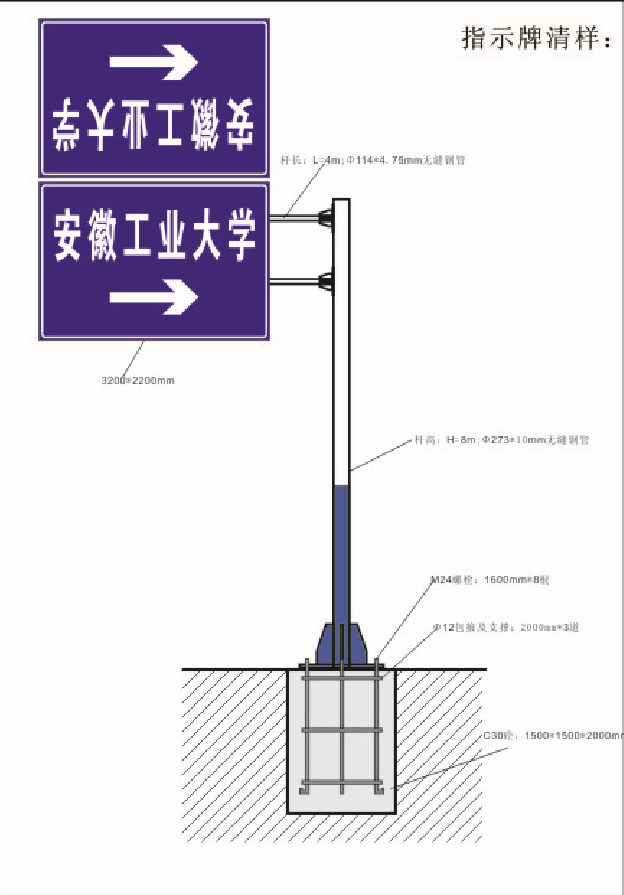 指示牌清样：
安徽工业大学
杆长：L=4m;Φ114*4.75mm无缝钢管
安徽工业大学
3200*2200mm
杆高：H=8m;Φ273*10mm无缝钢管
M24螺栓：1600mm*8根
Φ12包箍及支撑：2000mm*3道
C30砼：1500*1500*2000m